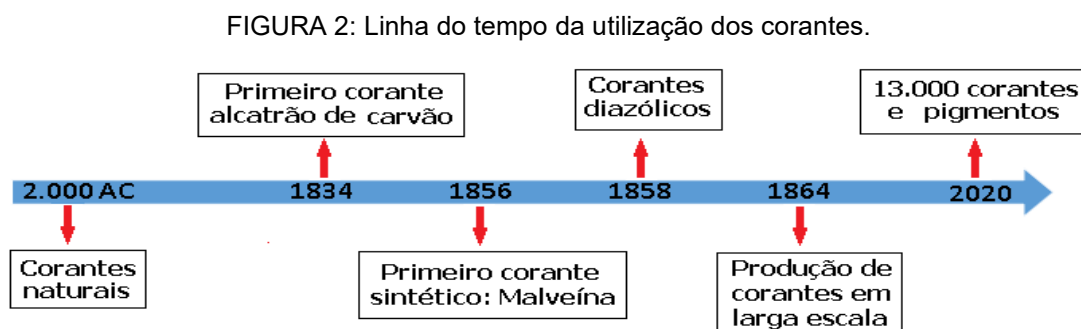 FIGURA 2: Linha do tempo da utilização dos corantes.
Primeiro corante
alcatrão de carvão
Corantes
diazólicos
13.000 corantes
e pigmentos
2.000 AC
1834
1856
1858
1864
2020
Corantes
naturais
Primeiro corante
sintético: Malveína
Produção de
corantes em
larga escala